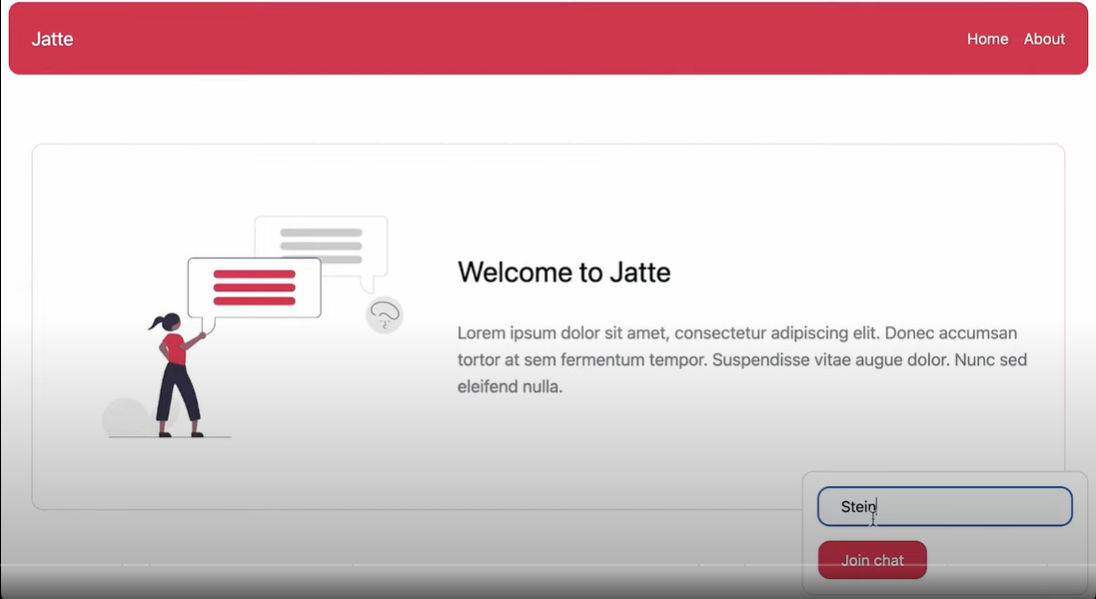 Jatte
Home About
Welcome to Jatte
Lorem ipsum dolor sit amet, consectetur adipiscing elit. Donec accumsan
tortor at sem fermentum tempor. Suspendisse vitae augue dolor. Nunc sed
eleifend nulla.
Stein
Join chat